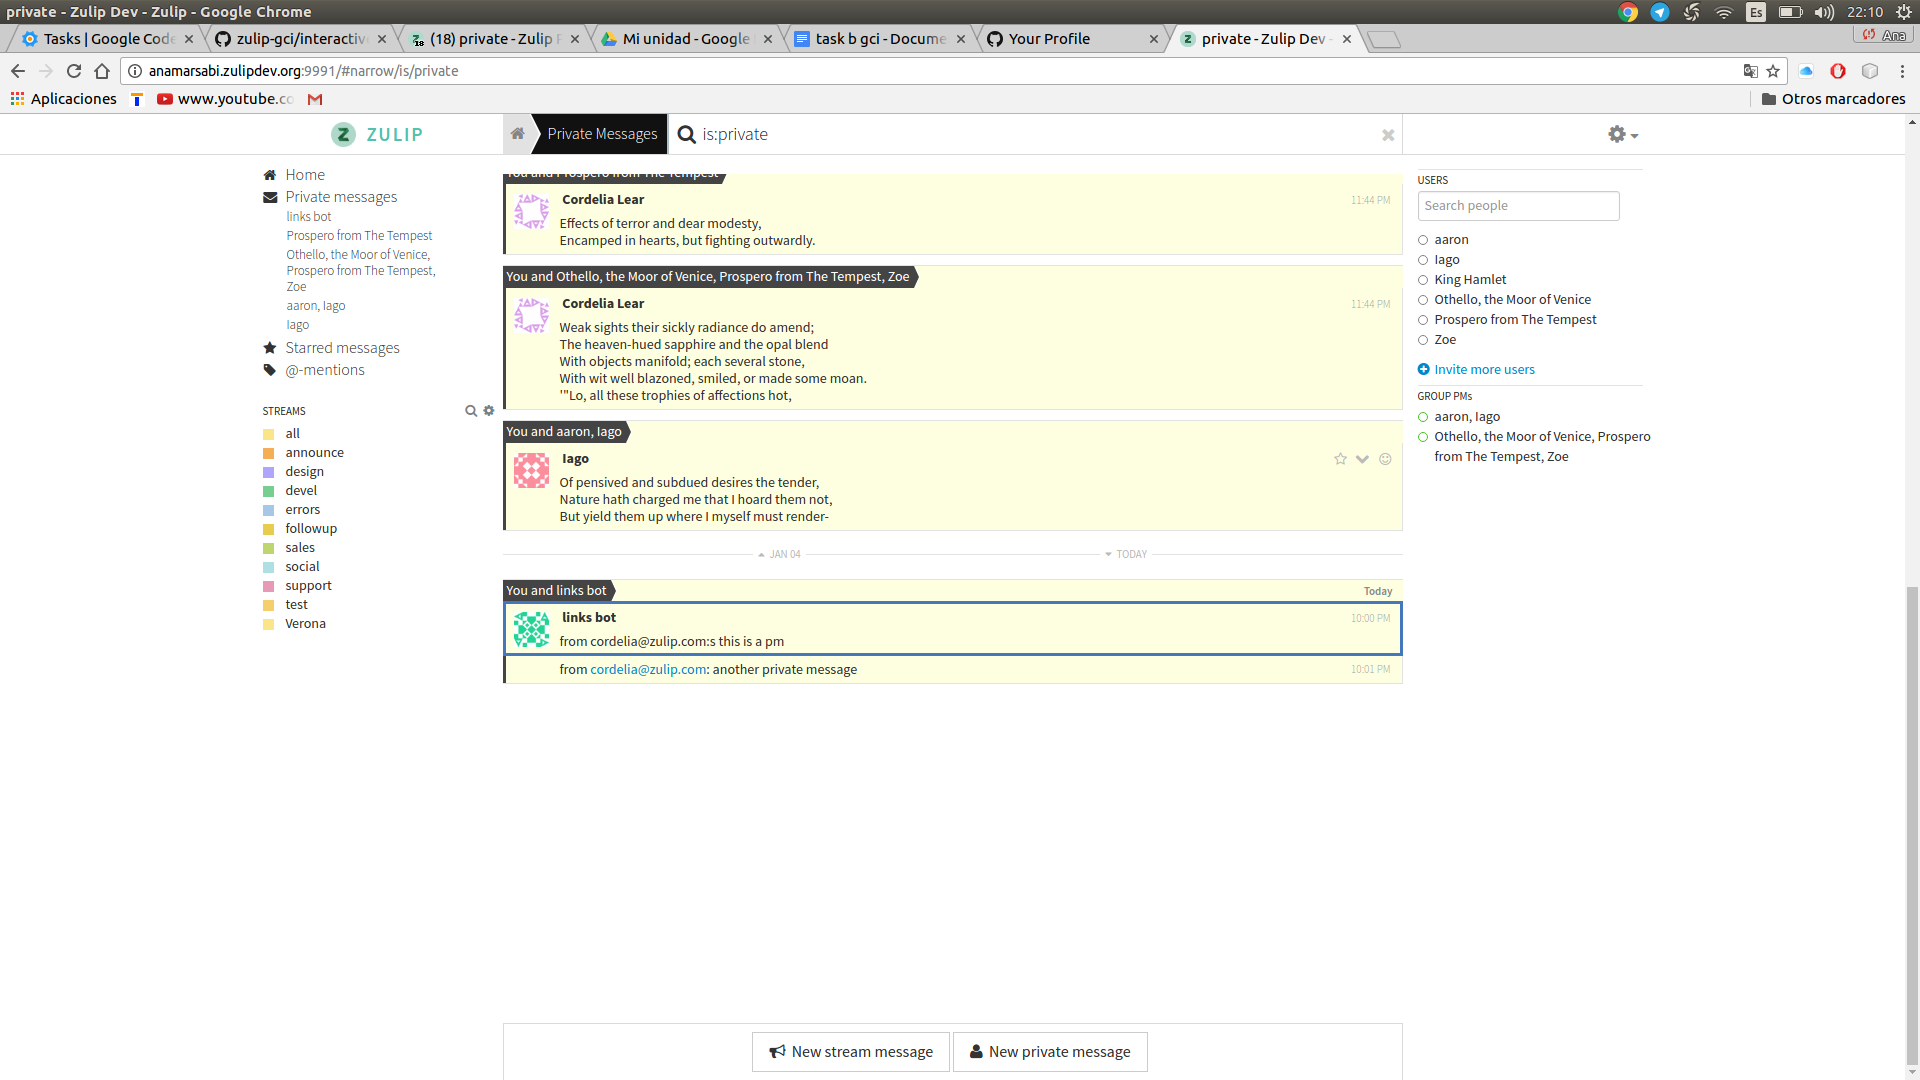 private - Zulip Dev - Zulip - Google Chrome
Es
22:10
Tasks | Google Code
zulip-gci/interactive
(18) private - Zulip
Mi unidad - Google
task b gci - Docume
Your Profile
private - Zulip Dev -
Ana
anamarsabi.zulipdev.org:9991/#narrow/is/private
Aplicaciones
www.youtube.co
Otros marcadores
ZULIP
Private Messages
is:private
Home
Private messages
links bot
Prospero from The Tempest
Othello, the Moor of Venice,
Prospero from The Tempest,
Zoe
aaron, Iago
Iago
Starred messages
@-mentions
STREAMS
all
announce
design
devel
errors
followup
sales
social
support
test
Verona
You and Prospero from The Tempest
Cordelia Lear
11:44 PM
Effects of terror and dear modesty,
Encamped in hearts, but fighting outwardly.
You and Othello, the Moor of Venice, Prospero from The Tempest, Zoe
Cordelia Lear
11:44 PM
Weak sights their sickly radiance do amend;
The heaven-hued sapphire and the opal blend
With objects manifold; each several stone,
With wit well blazoned, smiled, or made some moan.
'"Lo, all these trophies of affections hot,
You and aaron, Iago
Iago
Of pensived and subdued desires the tender,
Nature hath charged me that I hoard them not,
But yield them up where I myself must render-
JAN 04
TODAY
You and links bot
Today
links bot
10:00 PM
from cordelia@zulip.com:s this is a pm
from cordelia@zulip.com: another private message
10:01 PM
New stream message
New private message
USERS
Search people
aaron
Iago
King Hamlet
Othello, the Moor of Venice
Prospero from The Tempest
Zoe
Invite more users
GROUP PMs
aaron, Iago
Othello, the Moor of Venice, Prospero
from The Tempest, Zoe